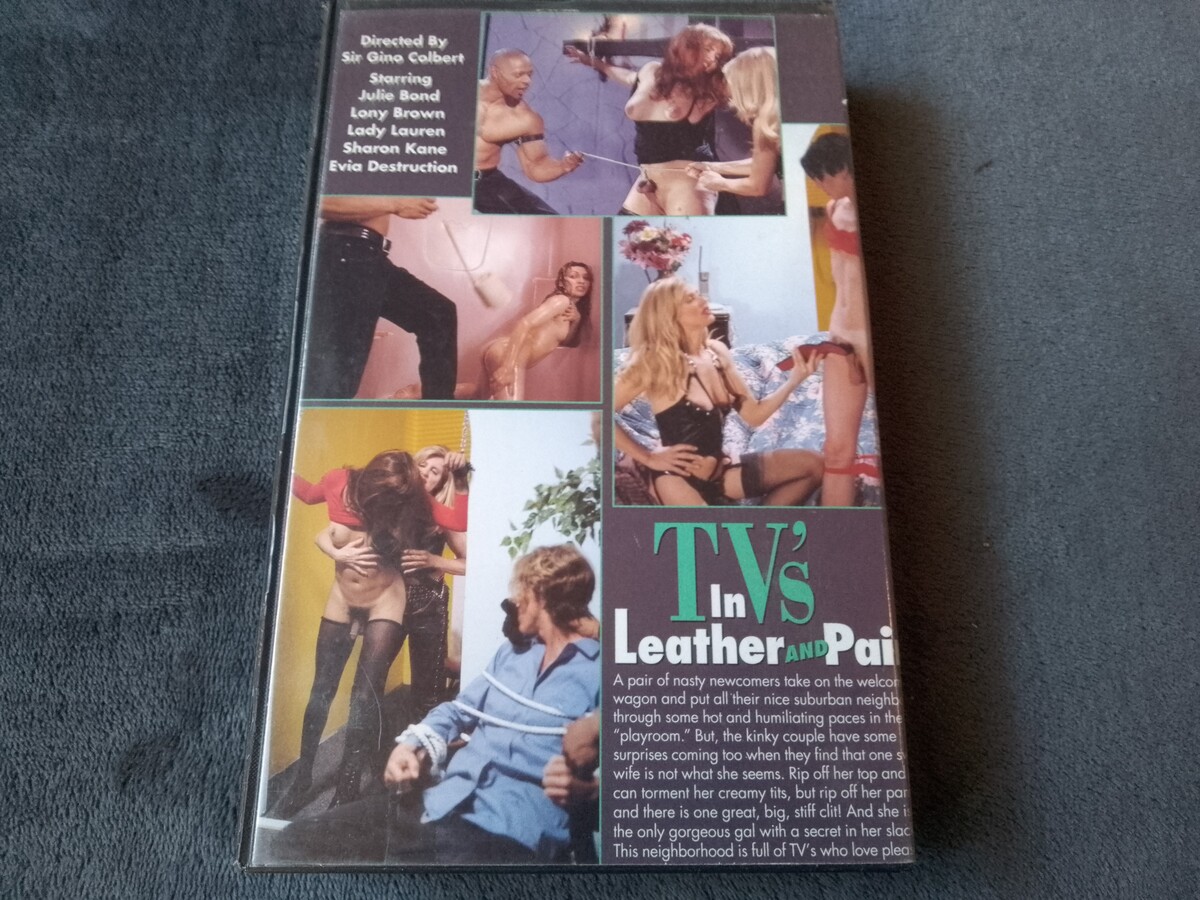 Directed By
Sir Gino Colbert
Starring
Julie Bond
Lony Brown
Lady Lauren
Sharon Kane
Evia Destruction
TV's
In
Leather AND Pai
A pair of nasty newcomers take on the welcor
wagon and put all their nice suburban neighb
through some hot and humiliating paces in the
"playroom." But, the kinky couple have some
surprises coming too when they find that one s
wife is not what she seems. Rip off her top and
can torment her creamy tits, but rip off her par
and there is one great, big, stiff clit! And she i
the only gorgeous gal with a secret in her slac
This neighborhood is full of TV's who love plea